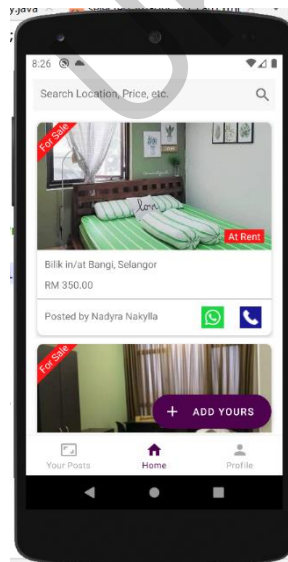 8:26
Search Location, Price, etc.
For Sale
At Rent
Bilik in/at Bangi, Selangor
RM 350.00
Posted by Nadyra Nakylla
For Sale
+ ADD YOURS
Your Posts
Home
Profile